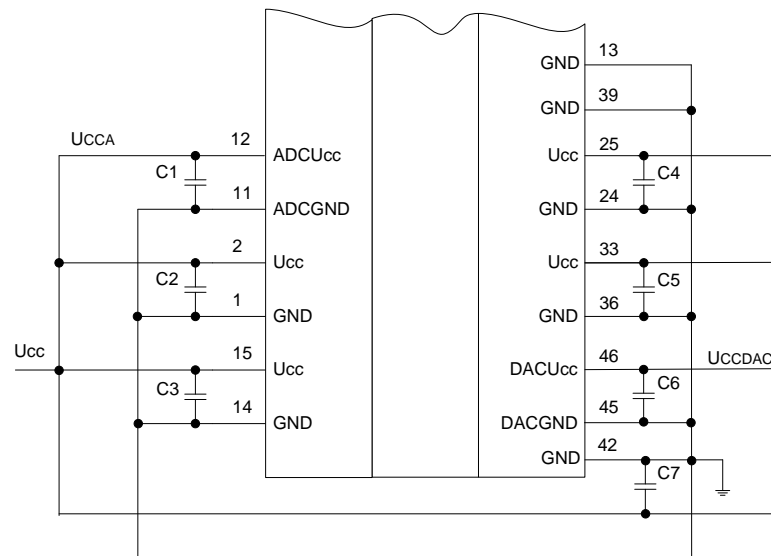 13
GND
39
GND
UCCA
12
ADCUcc
C1
11
ADCGND
25
Ucc
C4
24
GND
2
Ucc
C2
1
GND
33
Ucc
C5
36
GND
Ucc
15
Ucc
C3
14
GND
46
DACUcc
UCCDAC
C6
45
DACGND
42
GND
C7